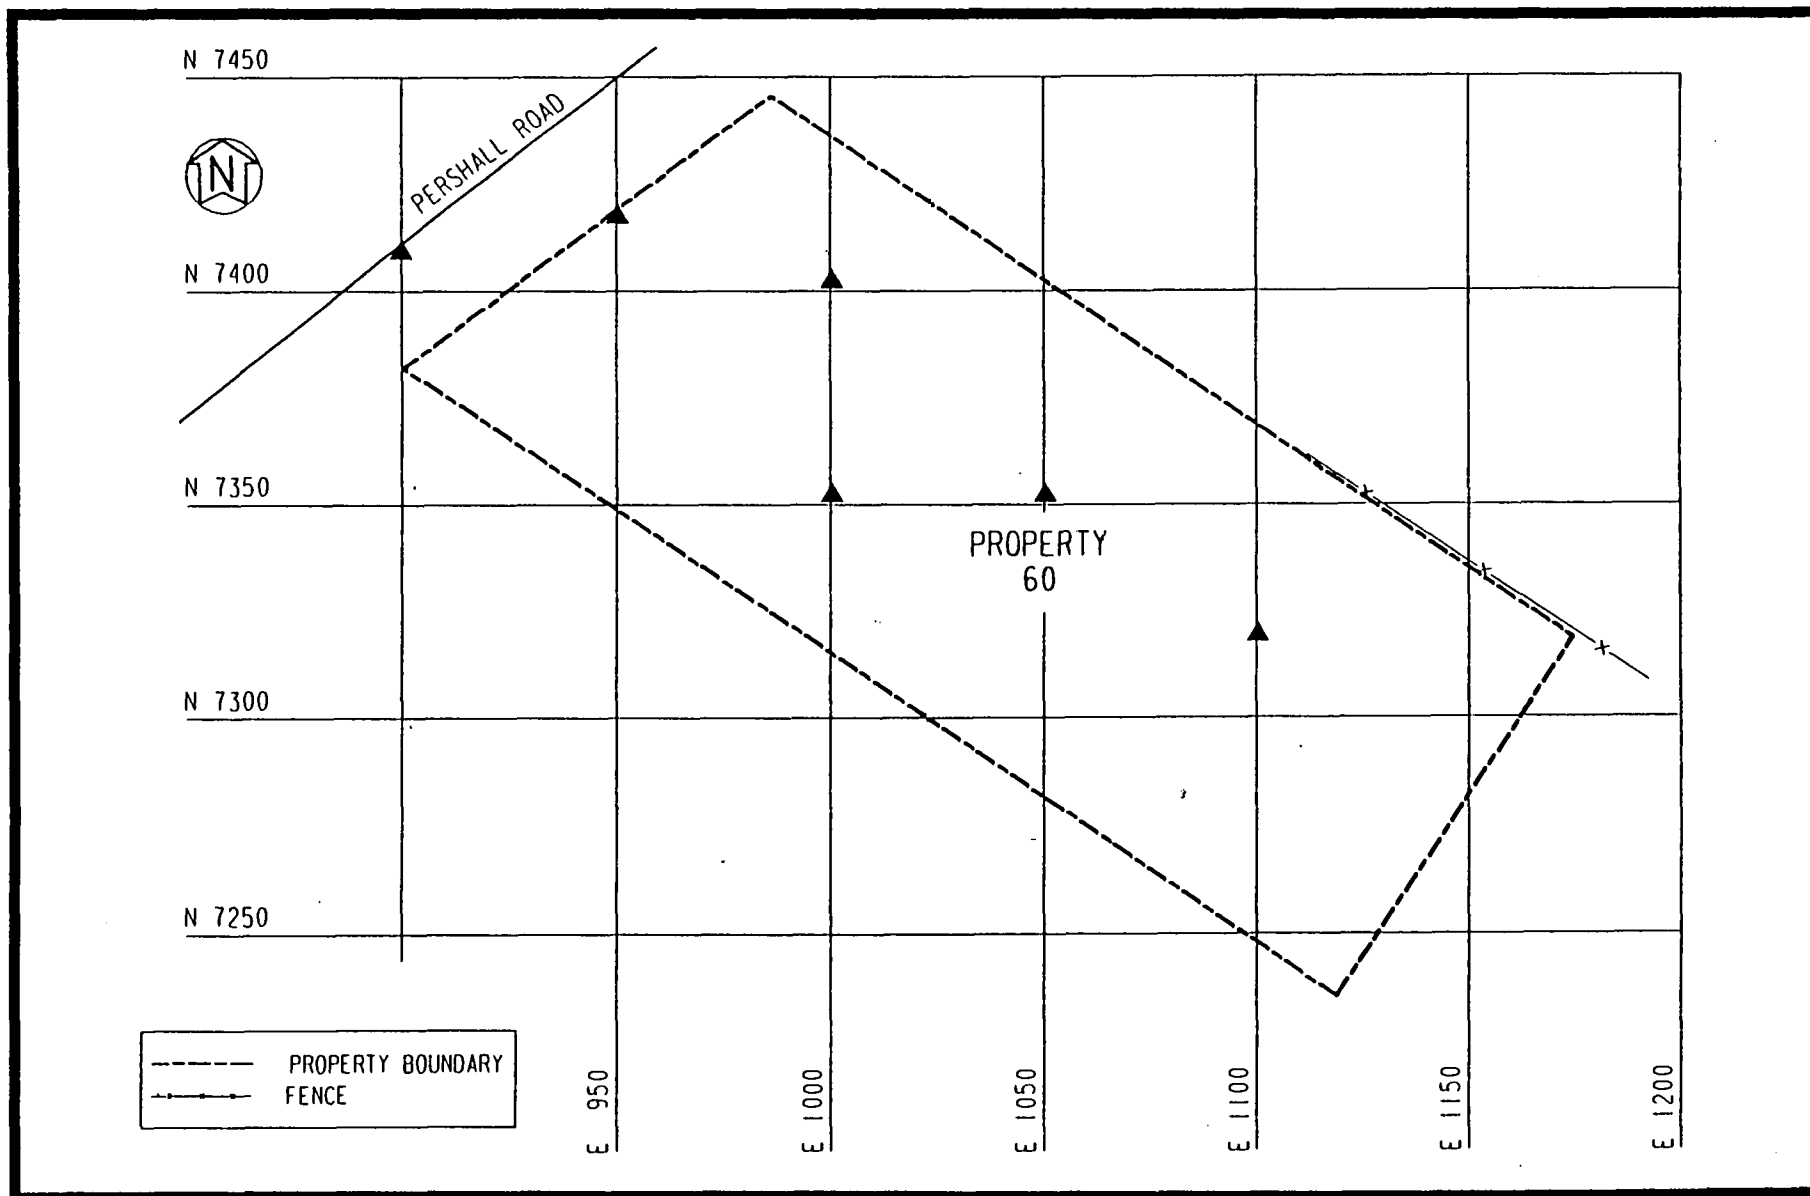 N 7450
PERSHALL ROAD
N
N 7400
N 7350
PROPERTY
60
N 7300
N 7250
PROPERTY BOUNDARY
FENCE
E 950
E 1000
E 1050
E 1100
E 1150
E 1200